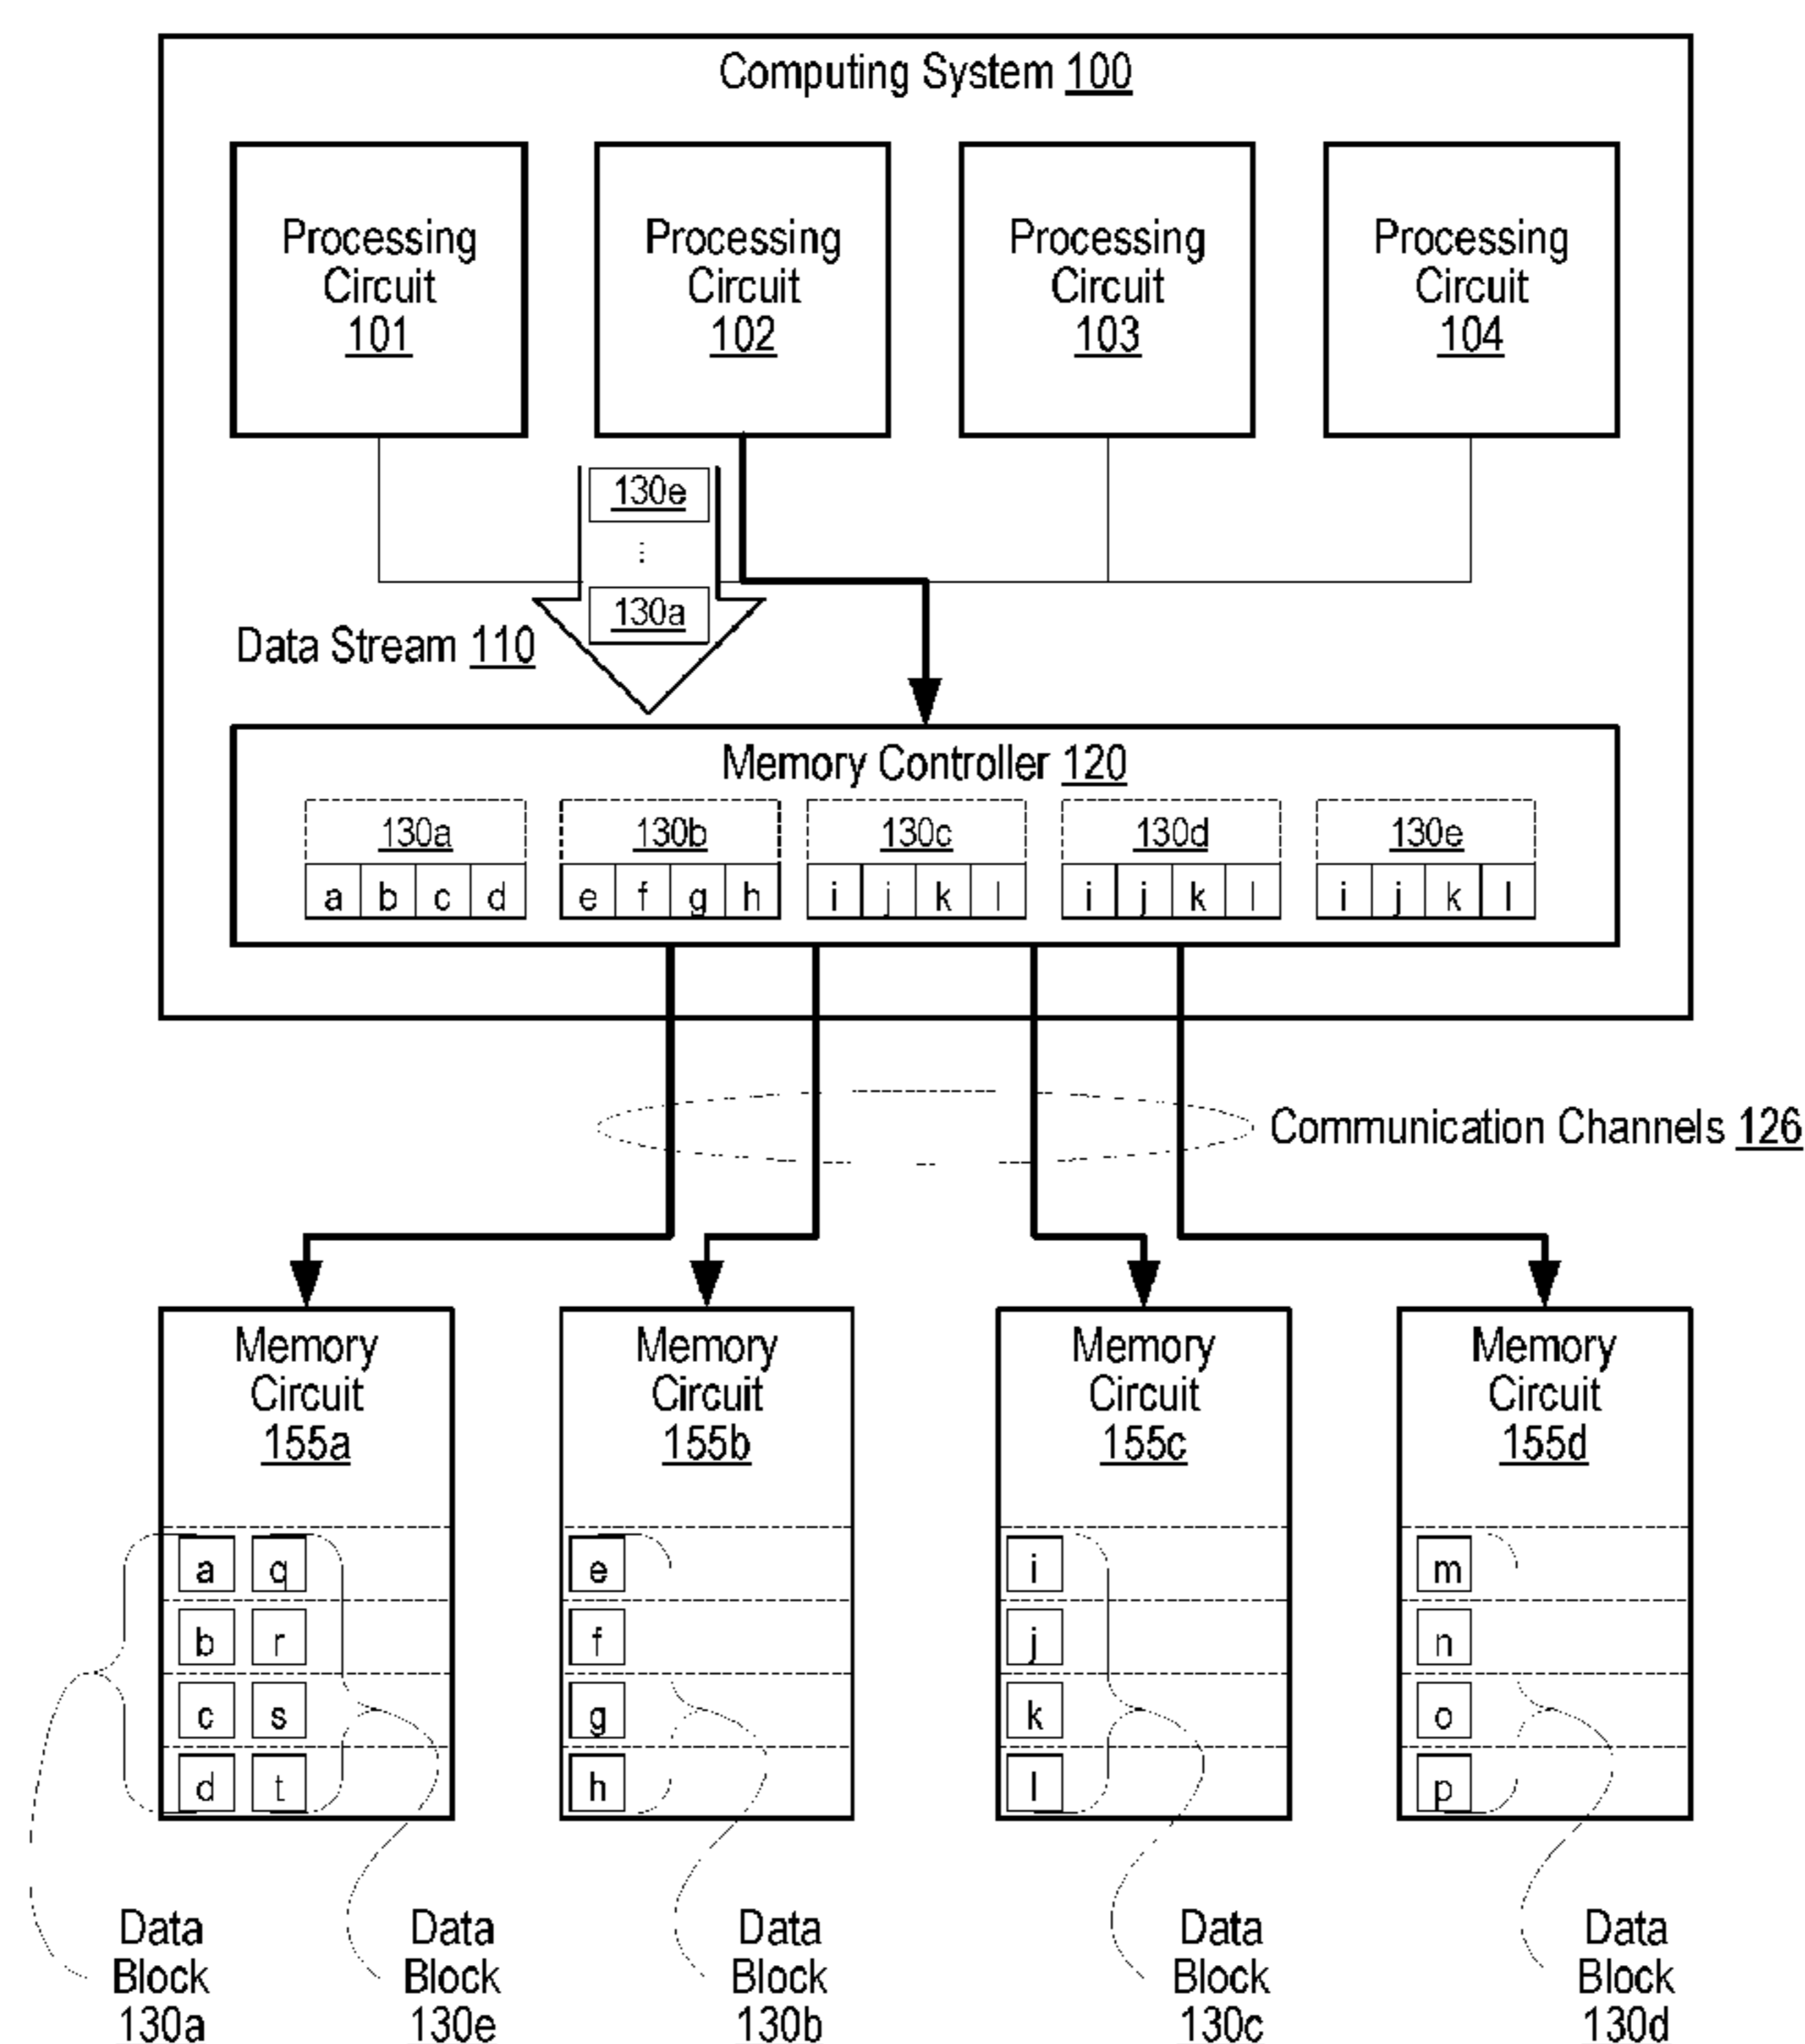 Computing System 100
Processing Circuit 101
Processing Circuit 102
Processing Circuit 103
Processing Circuit 104
130e
⋮
130a
Data Stream 110
Memory Controller 120
130a 130b 130c 130d 130e
a b c d e f g h i j k l i j k l i j k l
Communication Channels 126
Memory Circuit 155a
Memory Circuit 155b
Memory Circuit 155c
Memory Circuit 155d
a q e i m
b r f j n
c s g k o
d t h l p
Data Block 130a
Data Block 130e
Data Block 130b
Data Block 130c
Data Block 130d